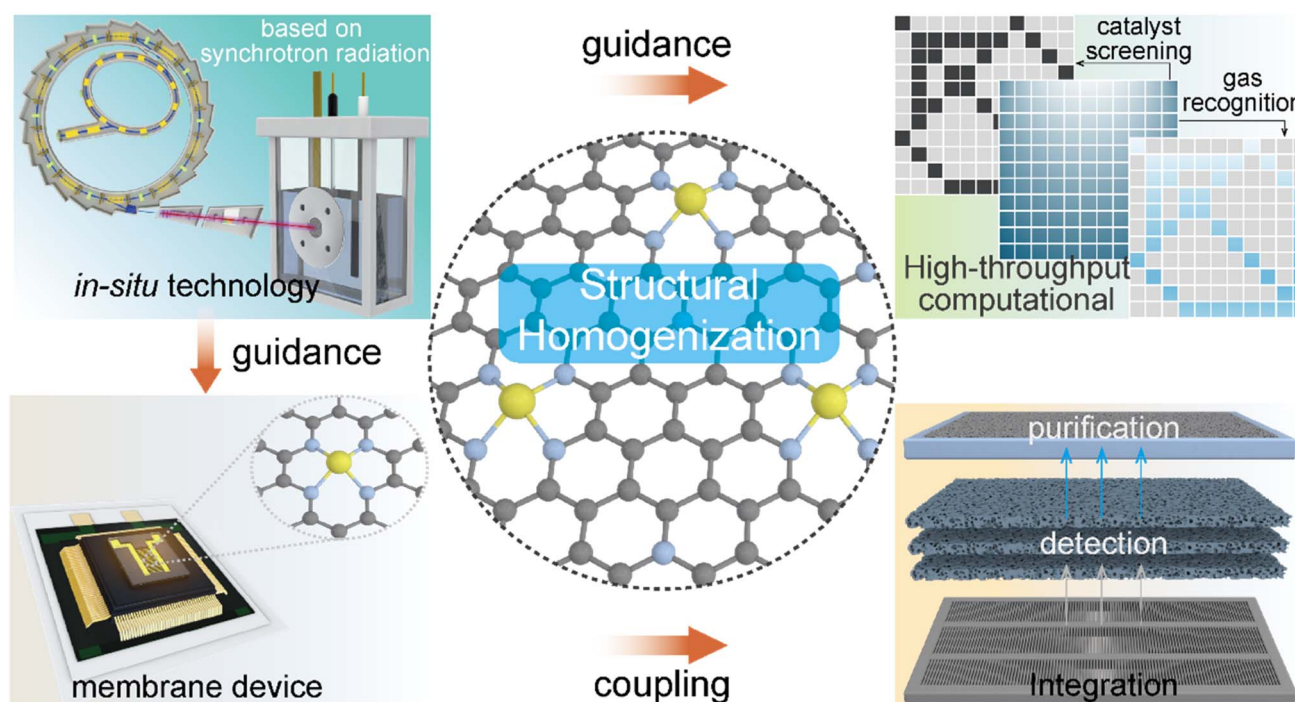 based on
synchrotron radiation
in-situ technology
guidance
membrane device
guidance
Structural
Homogenization
coupling
catalyst
screening
gas
recognition
High-throughput
computational
purification
detection
Integration